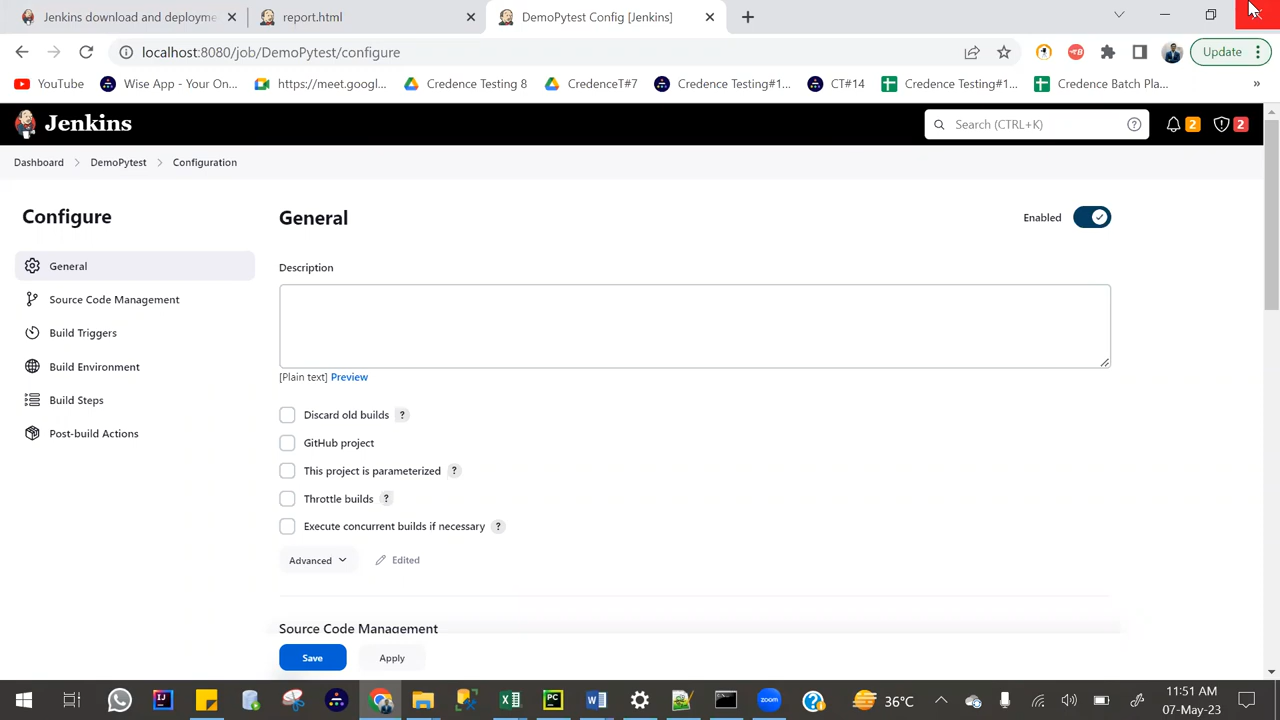 Jenkins download and deployme
report.html
DemoPytest Config [Jenkins]
localhost:8080/job/DemoPytest/configure
Update
YouTube
Wise App - Your On...
https://meet.googl...
Credence Testing 8
CredenceT#7
Credence Testing#1...
CT#14
Credence Testing#1...
Credence Batch Pla...
»
Jenkins
Search (CTRL+K)
?
2
2
Dashboard > DemoPytest > Configuration
Configure
General
Source Code Management
Build Triggers
Build Environment
Build Steps
Post-build Actions
General
Enabled
Description
[Plain text] Preview
Discard old builds ?
GitHub project
This project is parameterized ?
Throttle builds ?
Execute concurrent builds if necessary ?
Advanced
Edited
Source Code Management
Save
Apply
36°C
11:51 AM
07-May-23